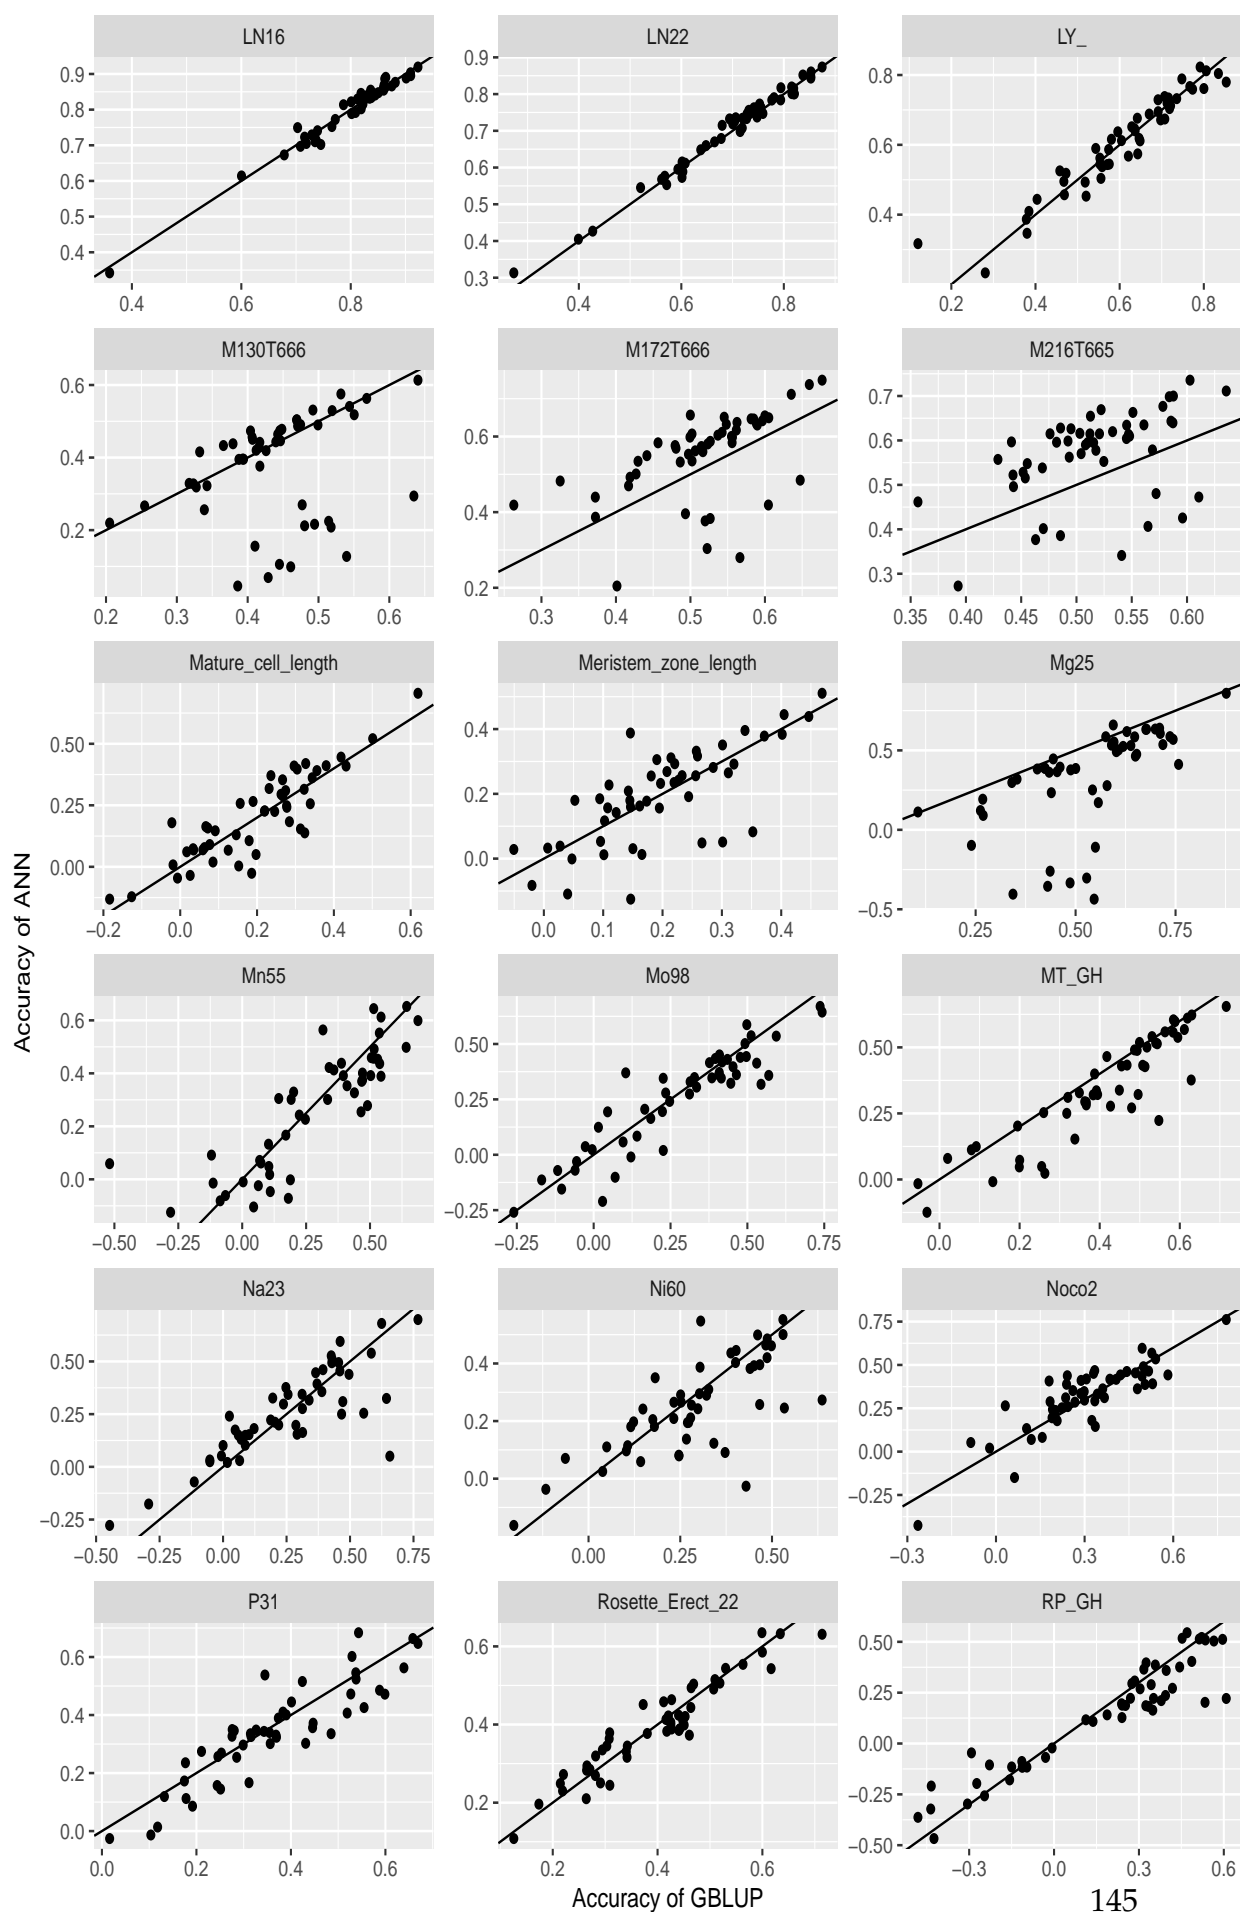 LN16 LN22 LY_
0.9 0.8 0.7 0.6 0.5 0.4
0.4 0.6 0.8
0.9 0.8 0.7 0.6 0.5 0.4 0.3
0.4 0.6 0.8
0.8 0.6 0.4
0.2 0.4 0.6 0.8
M130T666 M172T666 M216T665
0.6 0.4 0.2
0.2 0.3 0.4 0.5 0.6
0.6 0.4 0.2
0.3 0.4 0.5 0.6
0.7 0.6 0.5 0.4 0.3
0.35 0.40 0.45 0.50 0.55 0.60
Mature_cell_length Meristem_zone_length Mg25
0.50 0.25 0.00
−0.2 0.0 0.2 0.4 0.6
0.4 0.2 0.0
0.0 0.1 0.2 0.3 0.4
0.5 0.0 −0.5
0.25 0.50 0.75
Accuracy of ANN
Mn55 Mo98 MT_GH
0.6 0.4 0.2 0.0
−0.50 −0.25 0.00 0.25 0.50
0.50 0.25 0.00 −0.25
−0.25 0.00 0.25 0.50 0.75
0.50 0.25 0.00
0.0 0.2 0.4 0.6
Na23 Ni60 Noco2
0.50 0.25 0.00 −0.25
−0.50 −0.25 0.00 0.25 0.50 0.75
0.4 0.2 0.0
0.00 0.25 0.50
0.75 0.50 0.25 0.00 −0.25
−0.3 0.0 0.3 0.6
P31 Rosette_Erect_22 RP_GH
0.6 0.4 0.2 0.0
0.0 0.2 0.4 0.6
0.6 0.4 0.2
0.2 0.4 0.6
0.50 0.25 0.00 −0.25 −0.50
−0.3 0.0 0.3 0.6
Accuracy of GBLUP
145